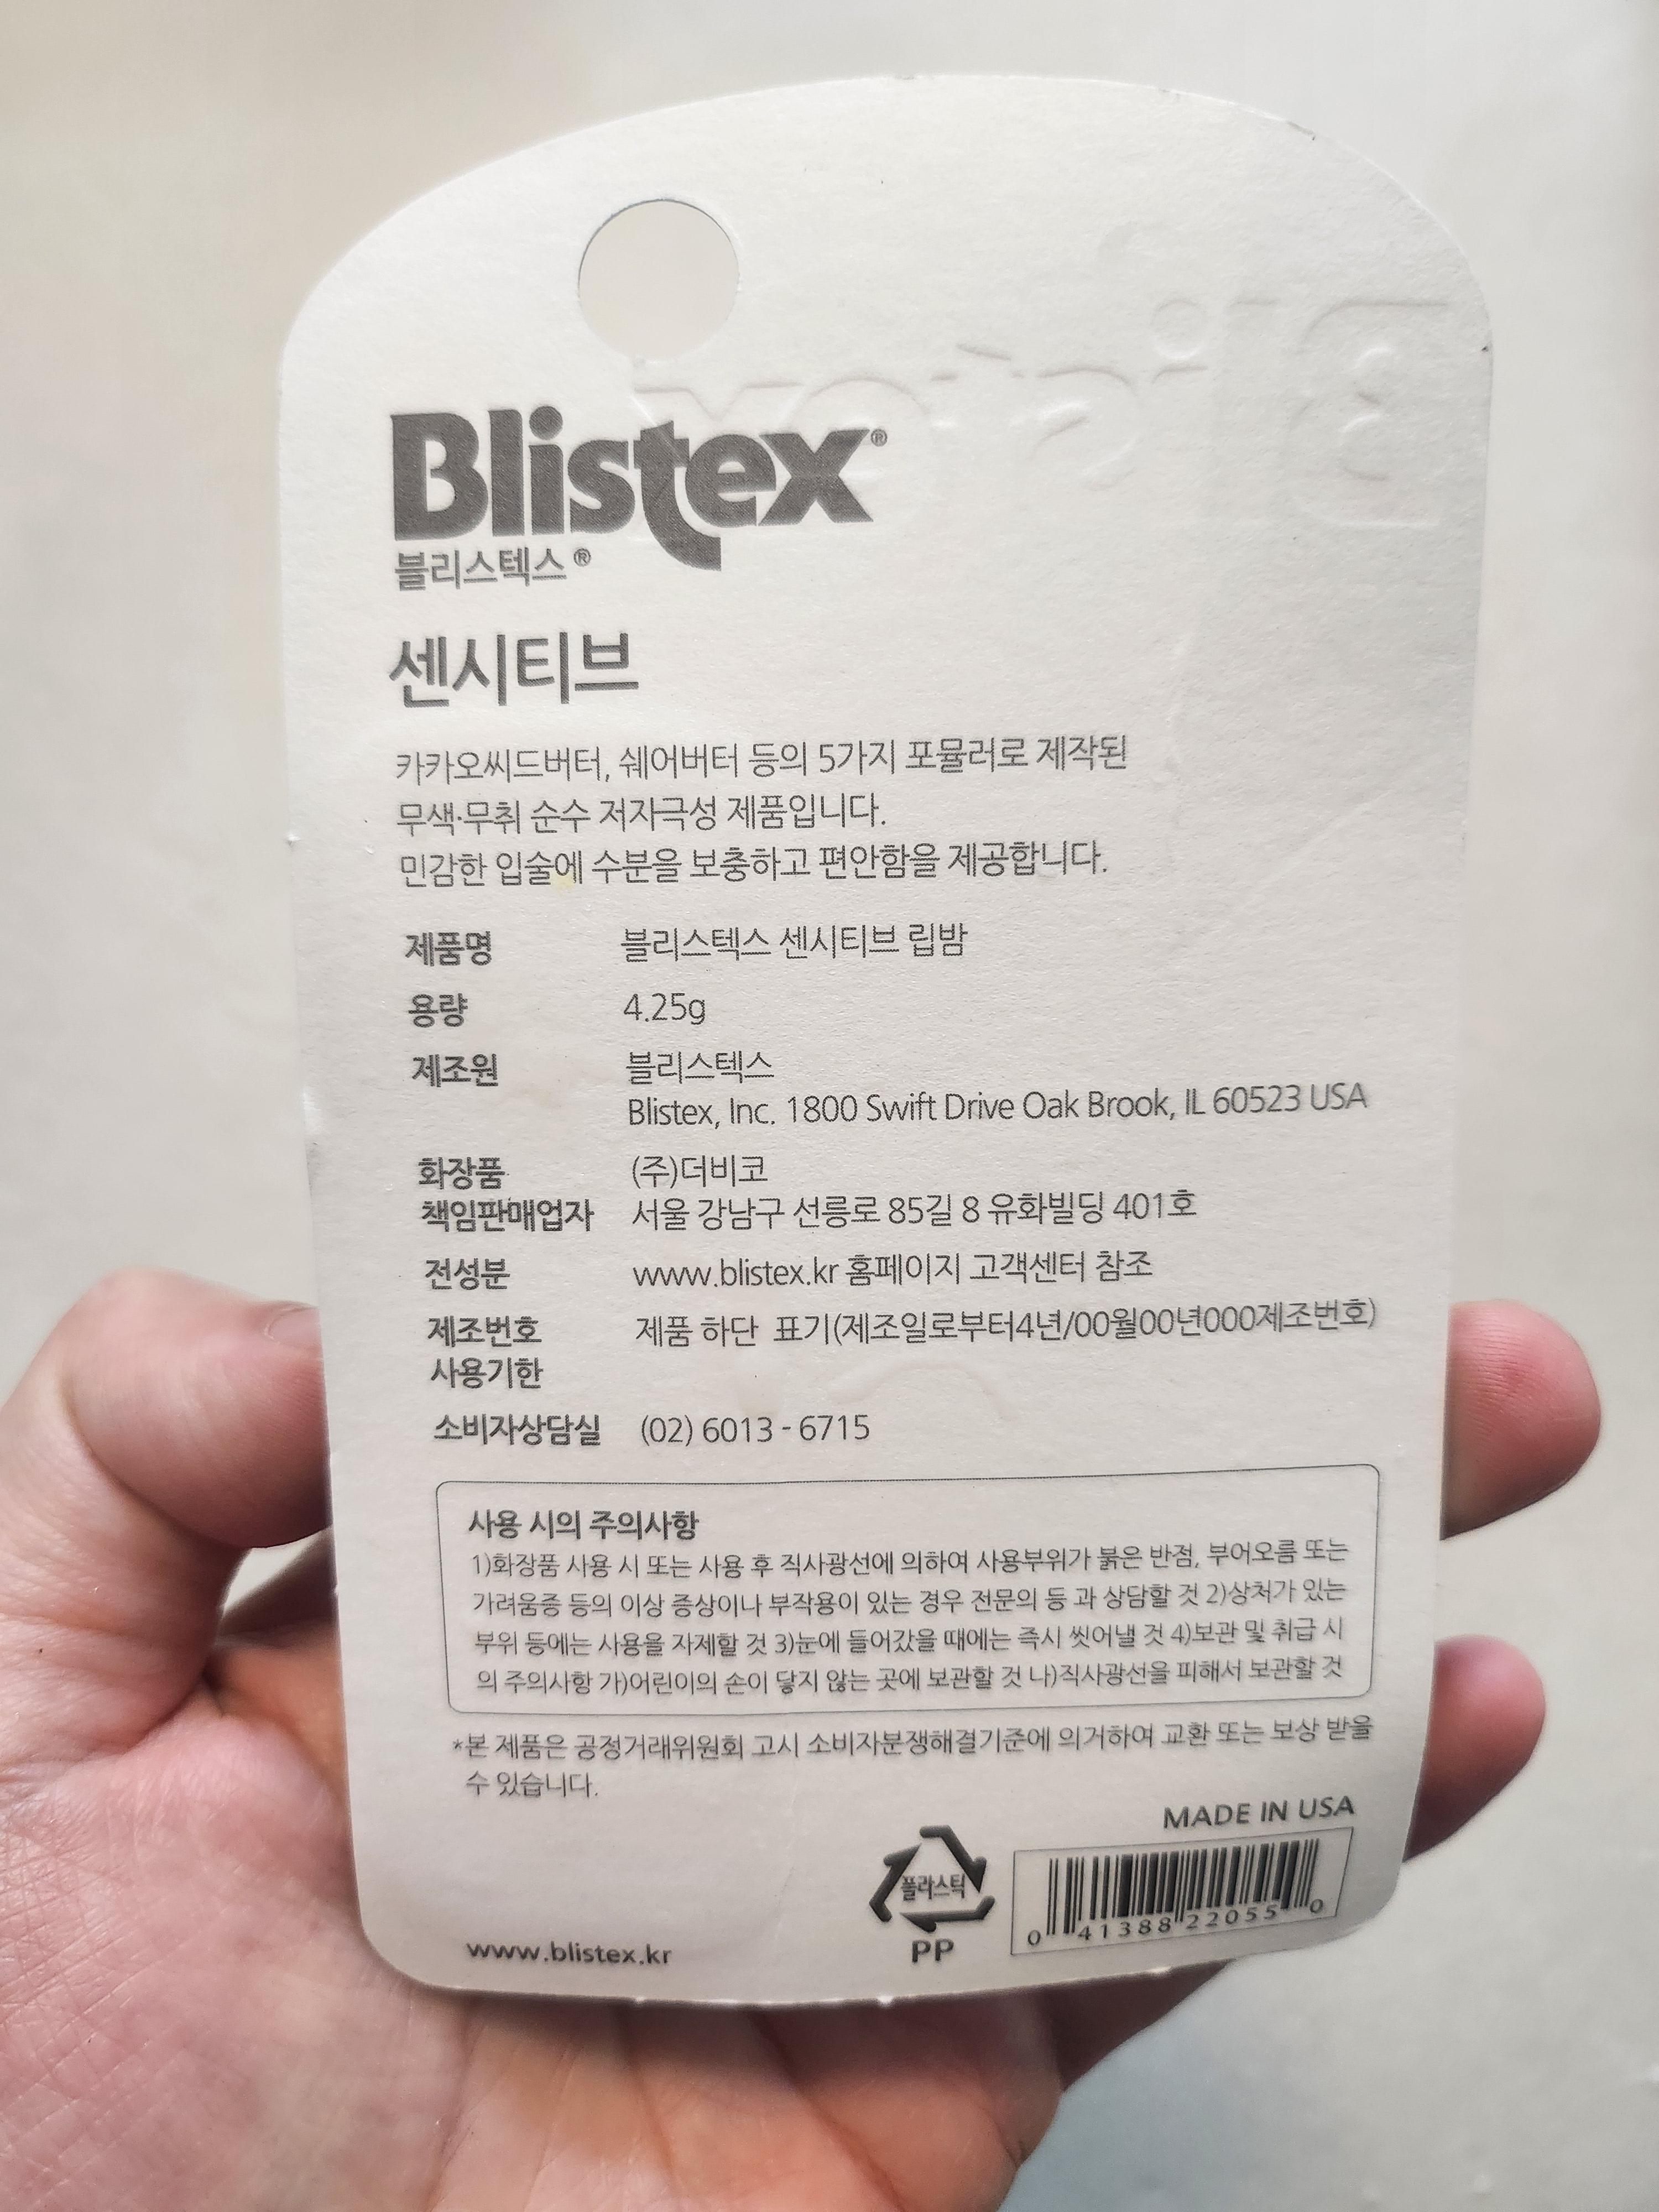 Blistex®
블리스텍스®
센시티브
카카오씨드버터, 쉐어버터 등의 5가지 포뮬러로 제작된
무색·무취 순수 저자극성 제품입니다.
민감한 입술에 수분을 보충하고 편안함을 제공합니다.
제품명 블리스텍스 센시티브 립밤
용량 4.25g
제조원 블리스텍스
Blistex, Inc. 1800 Swift Drive Oak Brook, IL 60523 USA
화장품 (주)더비코
책임판매업자 서울 강남구 선릉로 85길 8 유화빌딩 401호
전성분 www.blistex.kr 홈페이지 고객센터 참조
제조번호 제품 하단 표기(제조일로부터4년/00월00년000제조번호)
사용기한
소비자상담실 (02) 6013 - 6715
사용 시의 주의사항
1)화장품 사용 시 또는 사용 후 직사광선에 의하여 사용부위가 붉은 반점, 부어오름 또는
가려움증 등의 이상 증상이나 부작용이 있는 경우 전문의 등 과 상담할 것 2)상처가 있는
부위 등에는 사용을 자제할 것 3)눈에 들어갔을 때에는 즉시 씻어낼 것 4)보관 및 취급 시
의 주의사항 가)어린이의 손이 닿지 않는 곳에 보관할 것 나)직사광선을 피해서 보관할 것
*본 제품은 공정거래위원회 고시 소비자분쟁해결기준에 의거하여 교환 또는 보상 받을
수 있습니다.
MADE IN USA
플라스틱
PP
0 41388 22055 0
www.blistex.kr